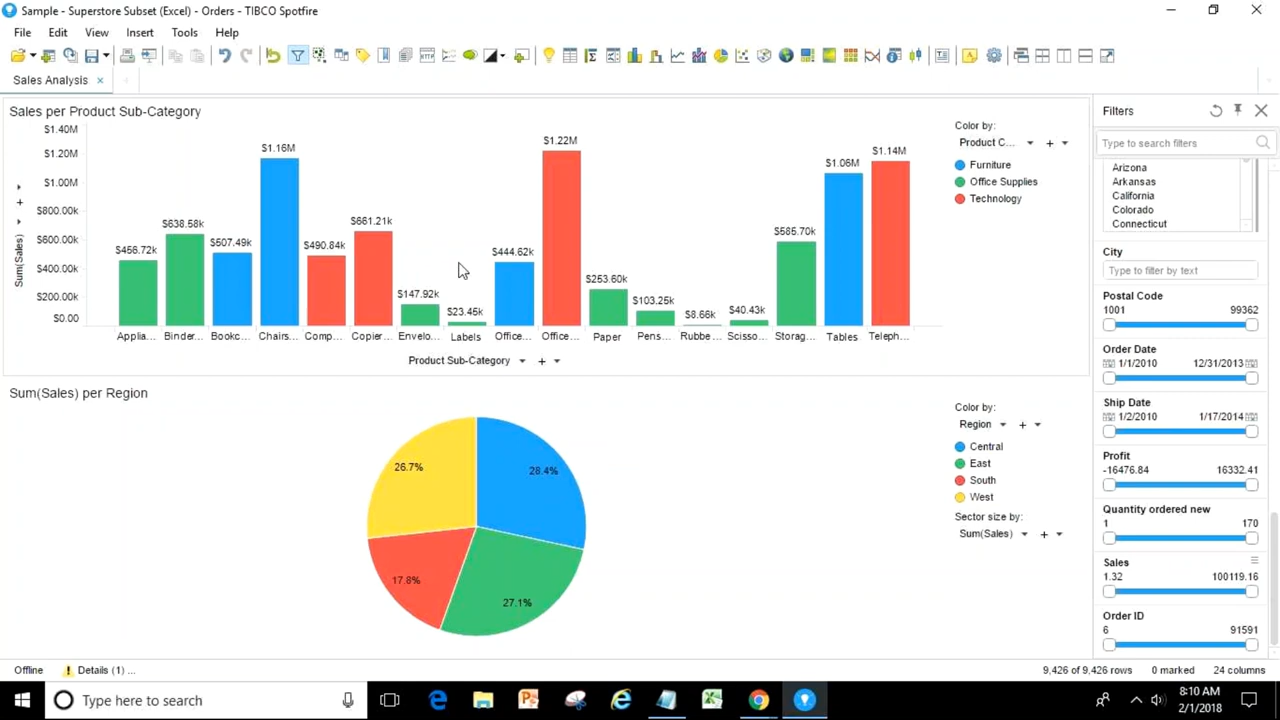 Sample - Superstore Subset (Excel) - Orders - TIBCO Spotfire
File Edit View Insert Tools Help
Sales Analysis
Sales per Product Sub-Category
$1.40M
$1.20M
$1.00M
$800.00k
$600.00k
$400.00k
$200.00k
$0.00
Sum(Sales)
$456.72k
$638.58k
$507.49k
$1.16M
$490.84k
$661.21k
$147.92k
$23.45k
$444.62k
$1.22M
$253.60k
$103.25k
$8.66k
$40.43k
$585.70k
$1.06M
$1.14M
Applia... Binder... Bookc... Chairs... Comp... Copier... Envelo... Labels Office... Office... Paper Pens... Rubbe... Scisso... Storag... Tables Teleph...
Product Sub-Category
Color by:
Product C...
Furniture
Office Supplies
Technology
Sum(Sales) per Region
26.7%
28.4%
17.8%
27.1%
Color by:
Region
Central
East
South
West
Sector size by:
Sum(Sales)
Filters
Type to search filters
Arizona
Arkansas
California
Colorado
Connecticut
City
Type to filter by text
Postal Code
1001 99362
Order Date
1/1/2010 12/31/2013
Ship Date
1/2/2010 1/17/2014
Profit
-16476.84 16332.41
Quantity ordered new
1 170
Sales
1.32 100119.16
Order ID
6 91591
Offline Details (1) ... 9,426 of 9,426 rows 0 marked 24 columns
Type here to search
8:10 AM
2/1/2018